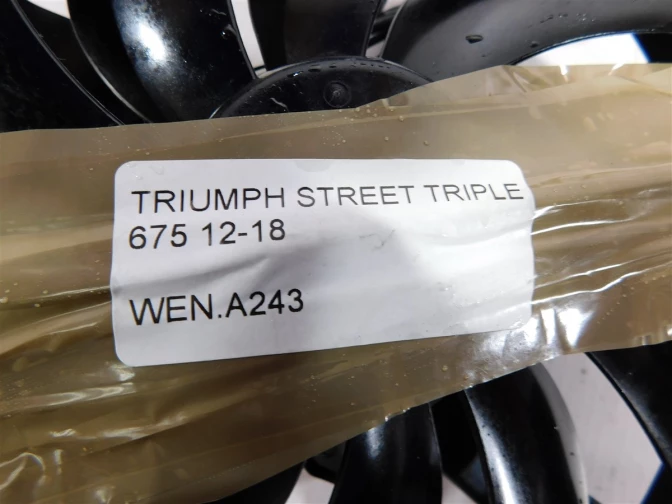 TRIUMPH STREET TRIPLE
675 12-18
WEN.A243